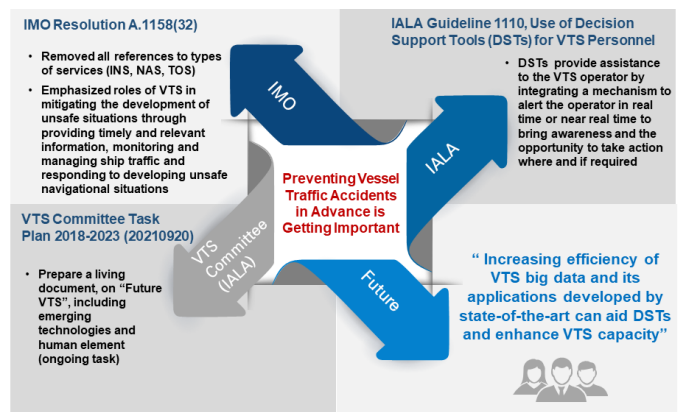 IMO Resolution A.1158(32)
• Removed all references to types
of services (INS, NAS, TOS)
• Emphasized roles of VTS in
mitigating the development of
unsafe situations through
providing timely and relevant
information, monitoring and
managing ship traffic and
responding to developing unsafe
navigational situations
IMO
IALA Guideline 1110, Use of Decision
Support Tools (DSTs) for VTS Personnel
• DSTs provide assistance
to the VTS operator by
integrating a mechanism to
alert the operator in real
time or near real time to
bring awareness and the
opportunity to take action
where and if required
IALA
Preventing Vessel
Traffic Accidents
in Advance is
Getting Important
VTS Committee Task
Plan 2018-2023 (20210920)
• Prepare a living
document, on “Future
VTS”, including
emerging
technologies and
human element
(ongoing task)
VTS
Committee
(IALA)
Future
“ Increasing efficiency of
VTS big data and its
applications developed by
state-of-the-art can aid DSTs
and enhance VTS capacity”